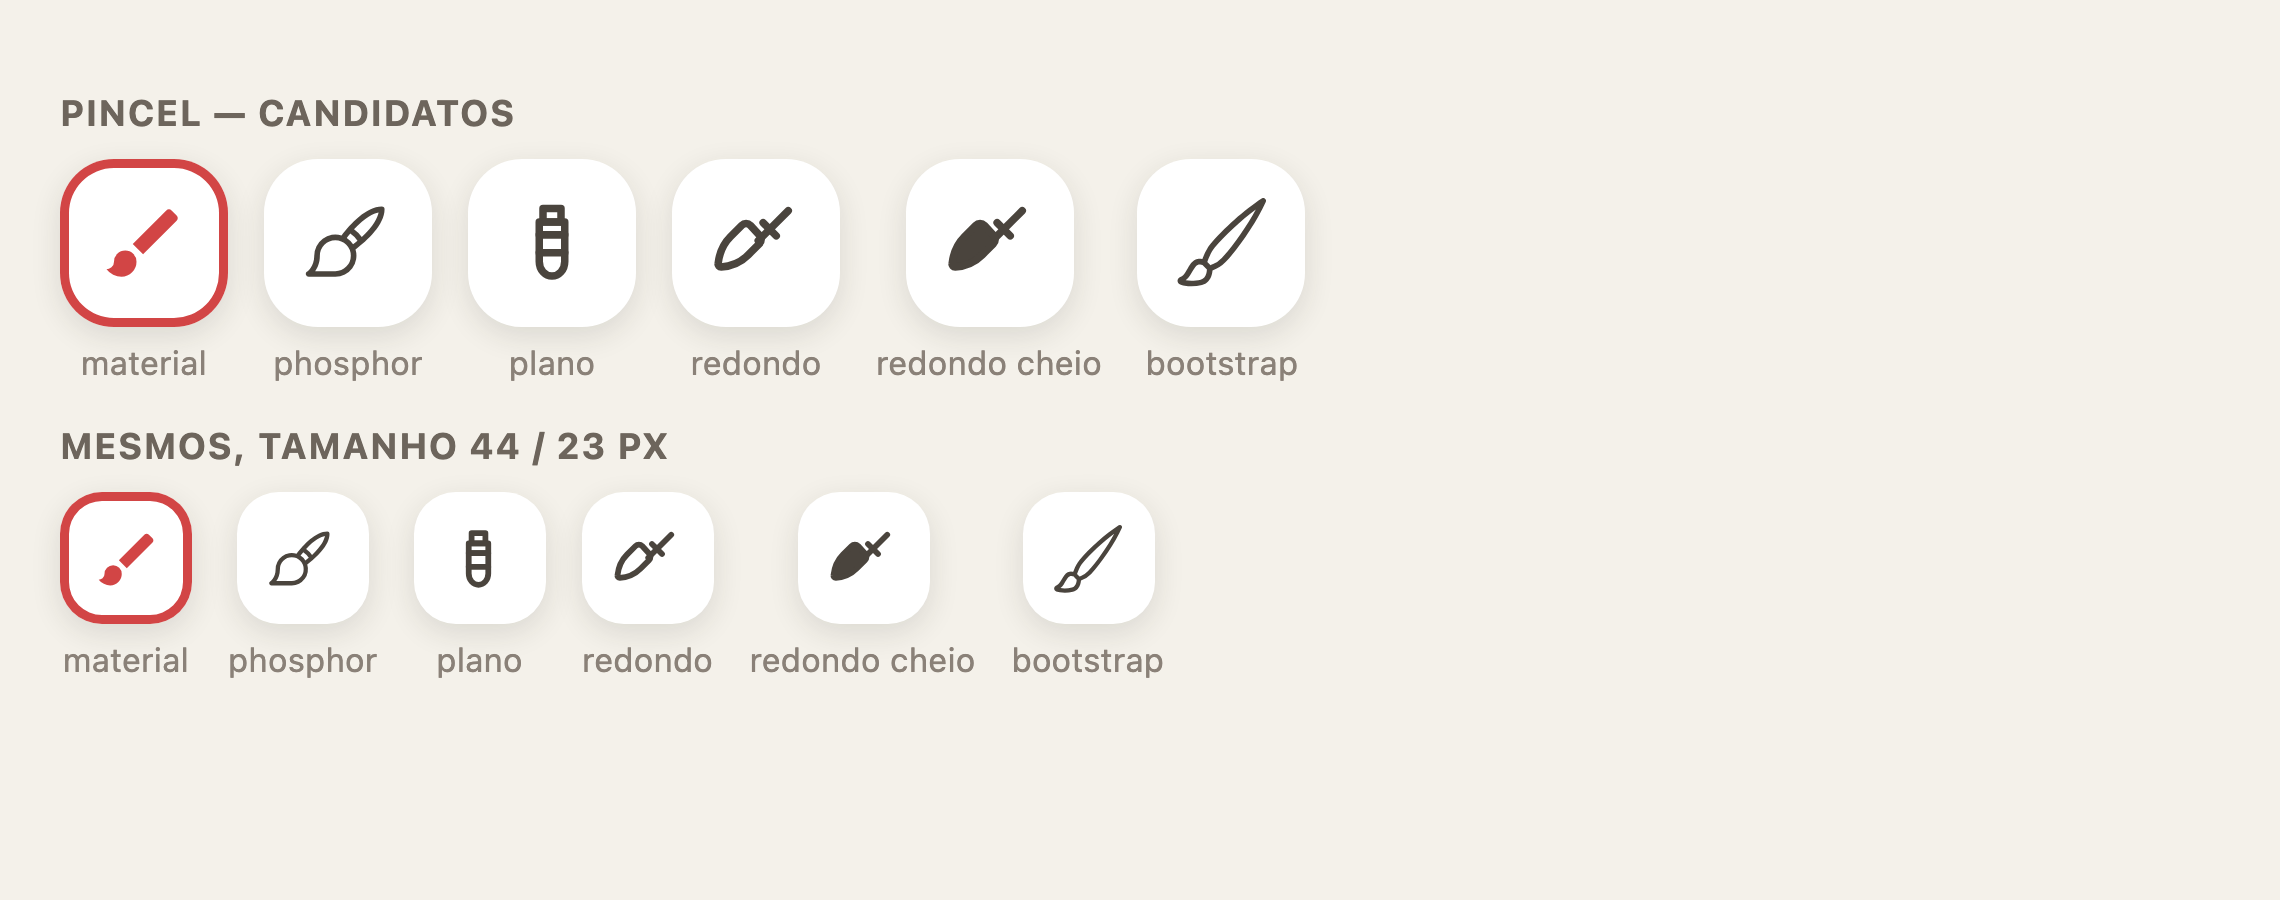 PINCEL — CANDIDATOS
material phosphor plano redondo redondo cheio bootstrap
MESMOS, TAMANHO 44 / 23 PX
material phosphor plano redondo redondo cheio bootstrap